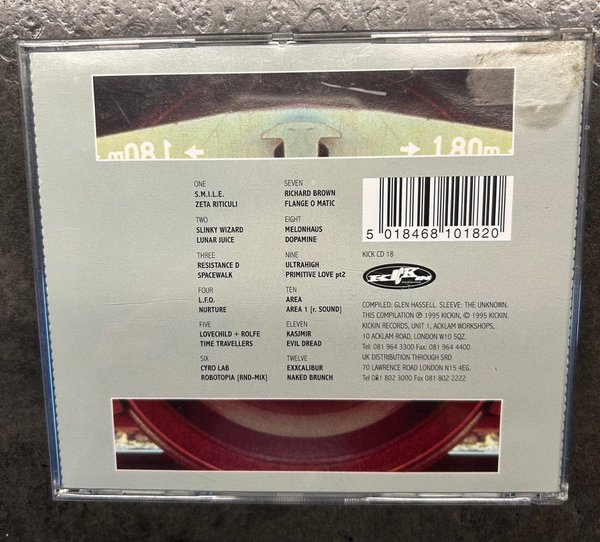 1.80m ←
→ 1.80m
ONE
S.M.I.L.E.
ZETA RITICULI
TWO
SLINKY WIZARD
LUNAR JUICE
THREE
RESISTANCE D
SPACEWALK
FOUR
L.F.O.
NURTURE
FIVE
LOVECHILD + ROLFE
TIME TRAVELLERS
SIX
CYRO LAB
ROBOTOPIA [RND-MIX)
SEVEN
RICHARD BROWN
FLANGE O MATIC
EIGHT
MELONHAUS
DOPAMINE
NINE
ULTRAHIGH
PRIMITIVE LOVE pt2
TEN
AREA
AREA 1 [r. SOUND]
ELEVEN
KASIMIR
EVIL DREAD
TWELVE
EXXCALIBUR
NAKED BRUNCH
5 018468 101820
KICK CD 18
KICKIN
COMPILED: GLEN HASSELL. SLEEVE: THE UNKNOWN.
THIS COMPILATION ℗ 1995 KICKIN, © 1995 KICKIN.
KICKIN RECORDS, UNIT 1, ACKLAM WORKSHOPS,
10 ACKLAM ROAD, LONDON W10 5QZ.
Tel: 081 964 3300 Fax: 081 964 4400
UK DISTRIBUTION THROUGH SRD
70 LAWRENCE ROAD LONDON N15 4EG.
Tel 081 802 3000 Fax 081 802 2222